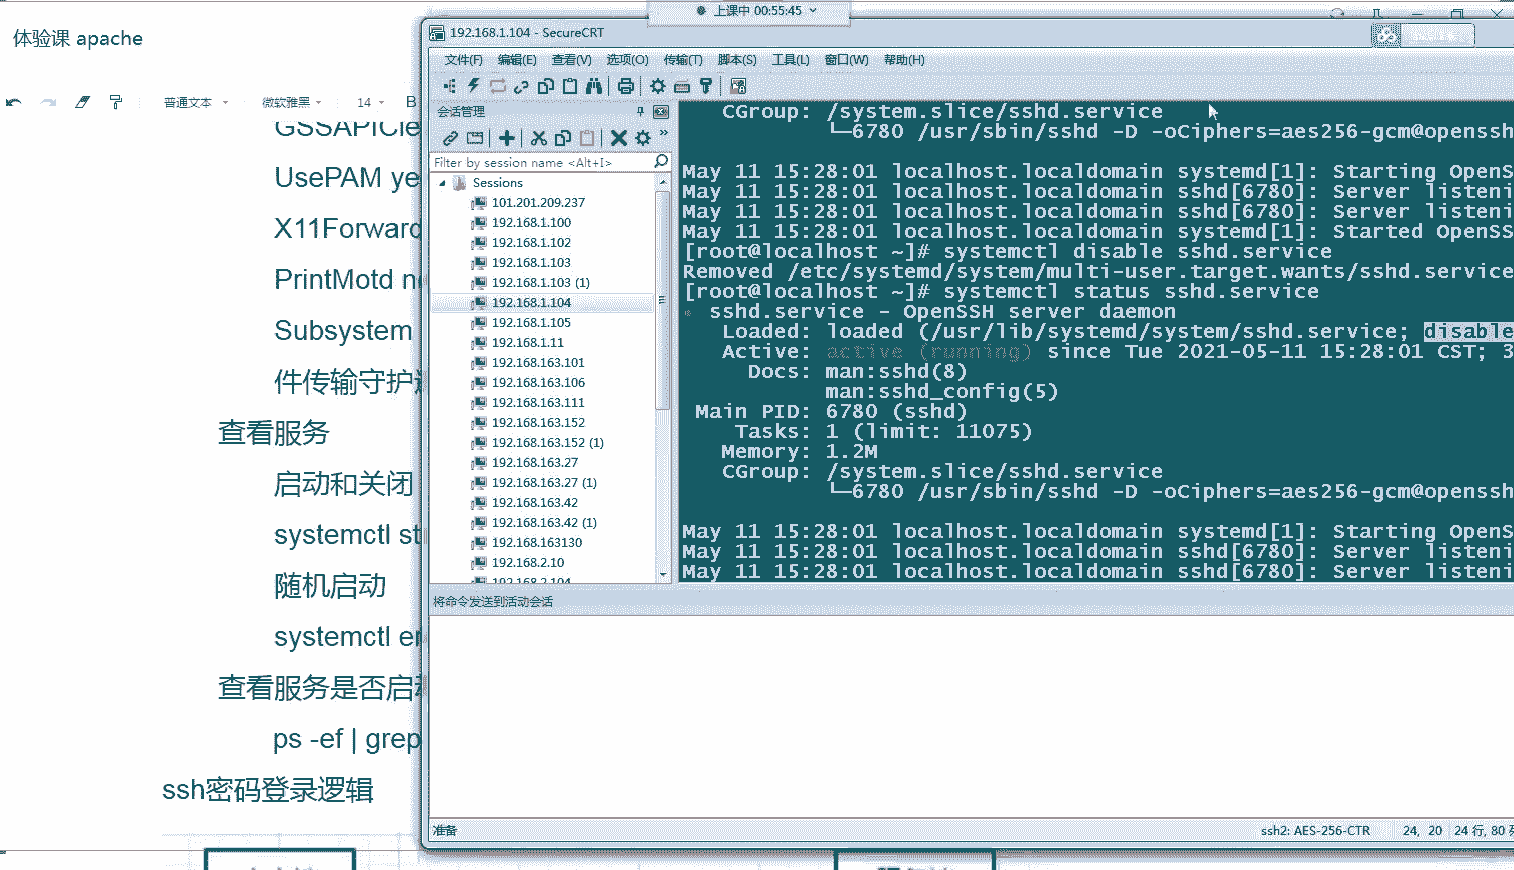 上课中 00:55:45
体验课 apache
普通文本
微软雅黑
14
B
GSSAPICle
UsePAM ye
X11Forward
PrintMotd n
Subsystem
件传输守护
查看服务
启动和关闭
systemctl st
随机启动
systemctl e
查看服务是否启
ps -ef | grep
ssh密码登录逻辑
192.168.1.104 - SecureCRT
文件(F) 编辑(E) 查看(V) 选项(O) 传输(T) 脚本(S) 工具(L) 窗口(W) 帮助(H)
会话管理
Filter by session name <Alt+I>
Sessions
101.201.209.237
192.168.1.100
192.168.1.102
192.168.1.103
192.168.1.103 (1)
192.168.1.104
192.168.1.105
192.168.1.11
192.168.163.101
192.168.163.106
192.168.163.111
192.168.163.152
192.168.163.152 (1)
192.168.163.27
192.168.163.27 (1)
192.168.163.42
192.168.163.42 (1)
192.168.163130
192.168.2.10
192.168.2.104
CGroup: /system.slice/sshd.service
└─6780 /usr/sbin/sshd -D -oCiphers=aes256-gcm@openssh
May 11 15:28:01 localhost.localdomain systemd[1]: Starting OpenS
May 11 15:28:01 localhost.localdomain sshd[6780]: Server listeni
May 11 15:28:01 localhost.localdomain sshd[6780]: Server listeni
May 11 15:28:01 localhost.localdomain systemd[1]: Started OpenSS
[root@localhost ~]# systemctl disable sshd.service
Removed /etc/systemd/system/multi-user.target.wants/sshd.service
[root@localhost ~]# systemctl status sshd.service
● sshd.service - OpenSSH server daemon
Loaded: loaded (/usr/lib/systemd/system/sshd.service; disable
Active: active (running) since Tue 2021-05-11 15:28:01 CST; 3
Docs: man:sshd(8)
man:sshd_config(5)
Main PID: 6780 (sshd)
Tasks: 1 (limit: 11075)
Memory: 1.2M
CGroup: /system.slice/sshd.service
└─6780 /usr/sbin/sshd -D -oCiphers=aes256-gcm@openssh
May 11 15:28:01 localhost.localdomain systemd[1]: Starting OpenS
May 11 15:28:01 localhost.localdomain sshd[6780]: Server listeni
May 11 15:28:01 localhost.localdomain sshd[6780]: Server listeni
将命令发送到活动会话
准备
ssh2: AES-256-CTR 24, 20 24 行, 80 列